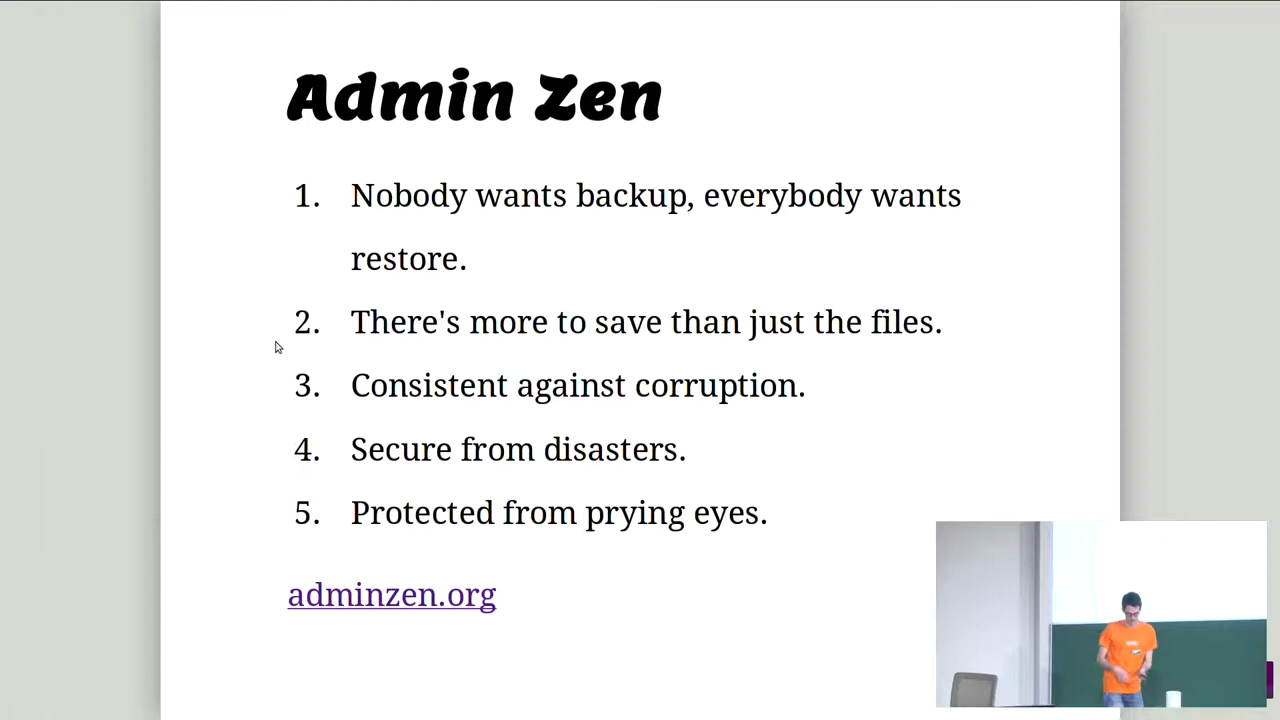 Admin Zen
1. Nobody wants backup, everybody wants
restore.
2. There's more to save than just the files.
3. Consistent against corruption.
4. Secure from disasters.
5. Protected from prying eyes.
adminzen.org